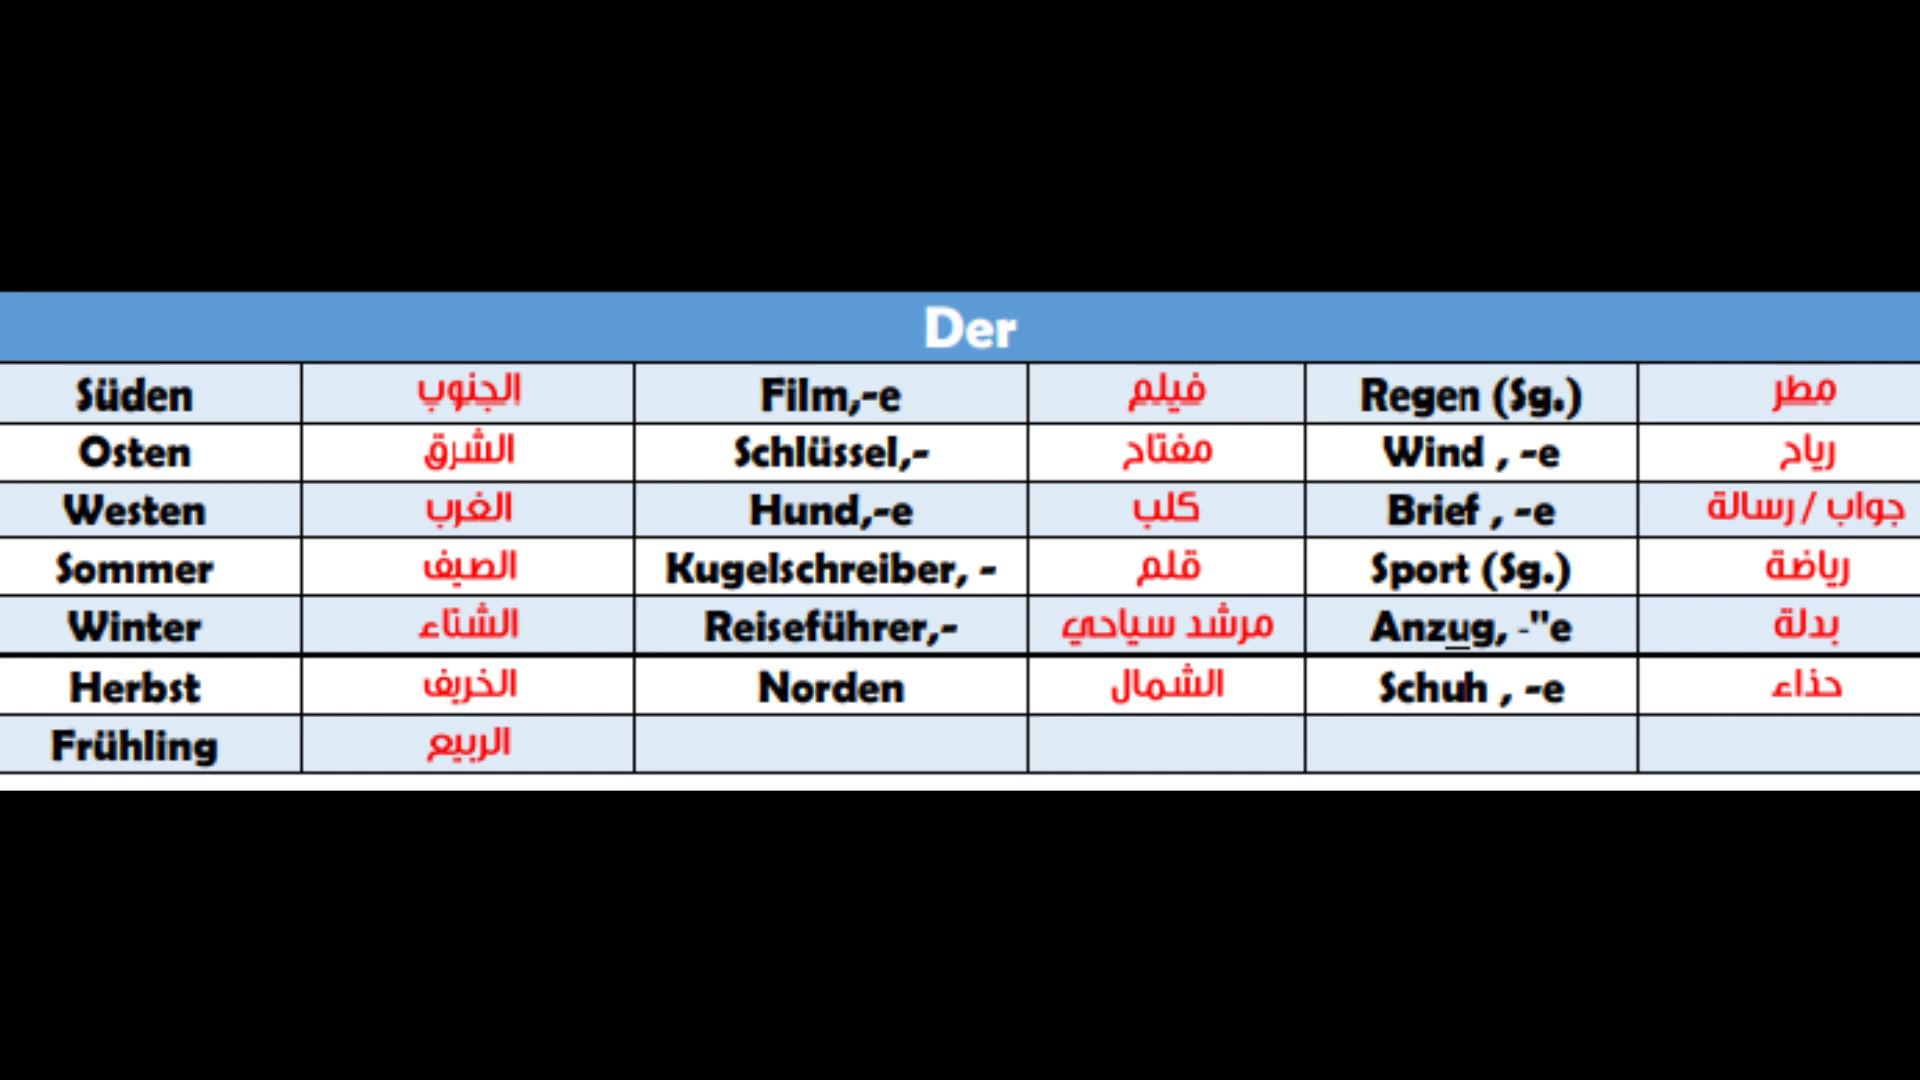 Der
Süden الجنوب Film,-e فيلم Regen (Sg.) مطر
Osten الشرق Schlüssel,- مفتاح Wind , -e رياح
Westen الغرب Hund,-e كلب Brief , -e جواب / رسالة
Sommer الصيف Kugelschreiber, - قلم Sport (Sg.) رياضة
Winter الشتاء Reiseführer,- مرشد سياحي Anzug, -"e بدلة
Herbst الخريف Norden الشمال Schuh , -e حذاء
Frühling الربيع